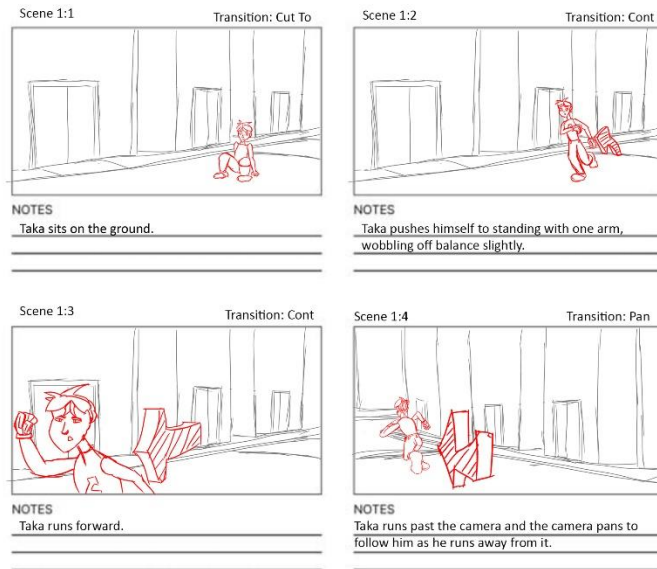 Scene 1:1
Transition: Cut To
NOTES
Taka sits on the ground.
Scene 1:2
Transition: Cont
NOTES
Taka pushes himself to standing with one arm,
wobbling off balance slightly.
Scene 1:3
Transition: Cont
NOTES
Taka runs forward.
Scene 1:4
Transition: Pan
NOTES
Taka runs past the camera and the camera pans to
follow him as he runs away from it.